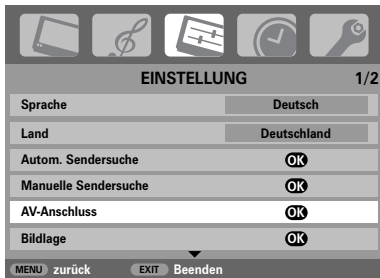 EINSTELLUNG 1/2
Sprache Deutsch
Land Deutschland
Autom. Sendersuche OK
Manuelle Sendersuche OK
AV-Anschluss OK
Bildlage OK
MENU zurück EXIT Beenden